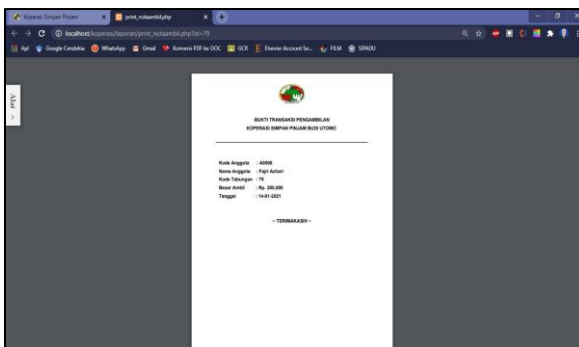 Koperasi Simpan Pinjam
print_notaambil.php
localhost/koperasi/laporan/print_notaambil.php?id=79
Apl Google Cendekia WhatsApp Gmail Konversi PDF ke DOC GCR Elsevier Account Se... FILM SIPADU
Alat
BUKTI TRANSAKSI PENGAMBILAN
KOPERASI SIMPAN PINJAM BUDI UTOMO
Kode Anggota : A0008
Nama Anggota : Fajri Azhari
Kode Tabungan : 79
Besar Ambil : Rp. 200,000
Tanggal : 14-01-2021
-- TERIMAKASIH --